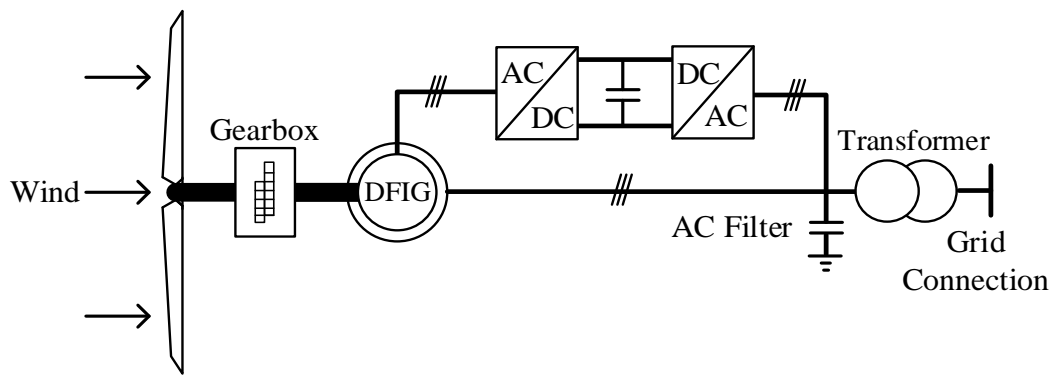 AC
DC
DC
AC
Gearbox
Transformer
Wind
DFIG
AC Filter
Grid
Connection